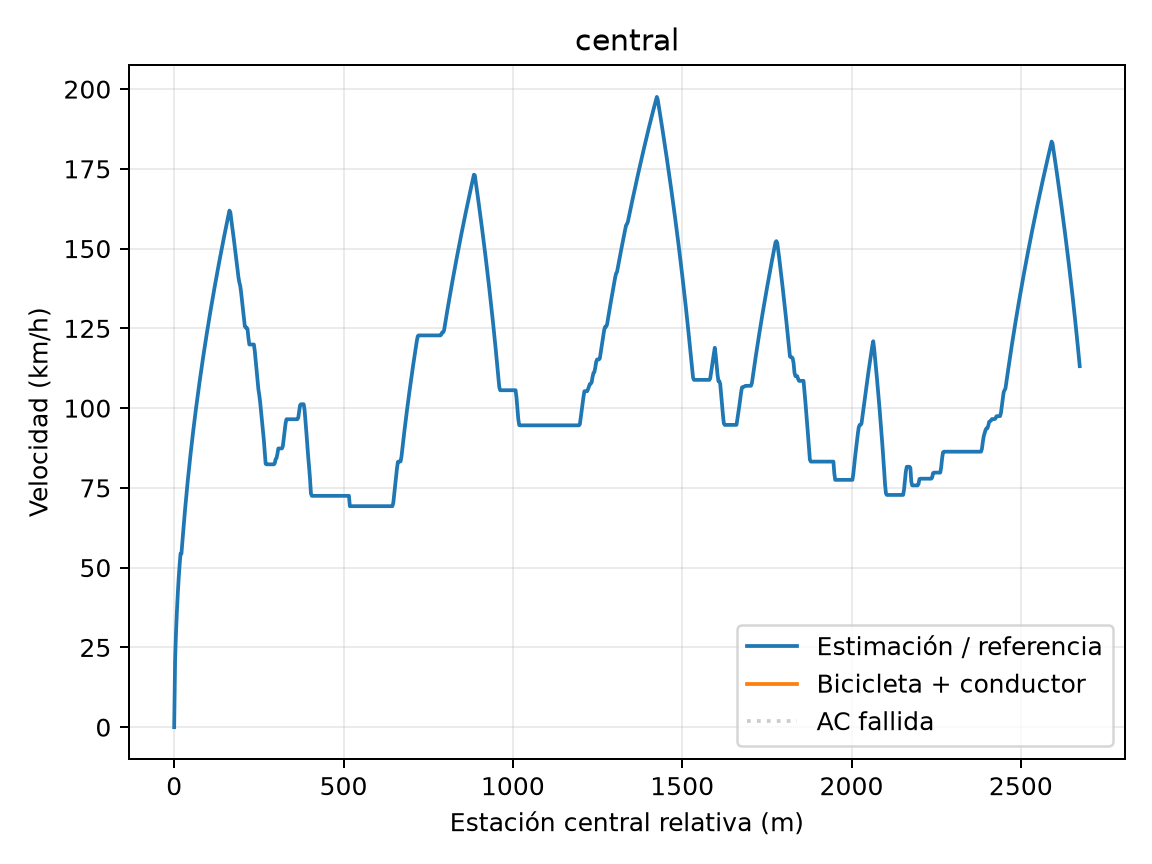 central
Velocidad (km/h)
200
175
150
125
100
75
50
25
0
0 500 1000 1500 2000 2500
Estación central relativa (m)
Estimación / referencia
Bicicleta + conductor
AC fallida